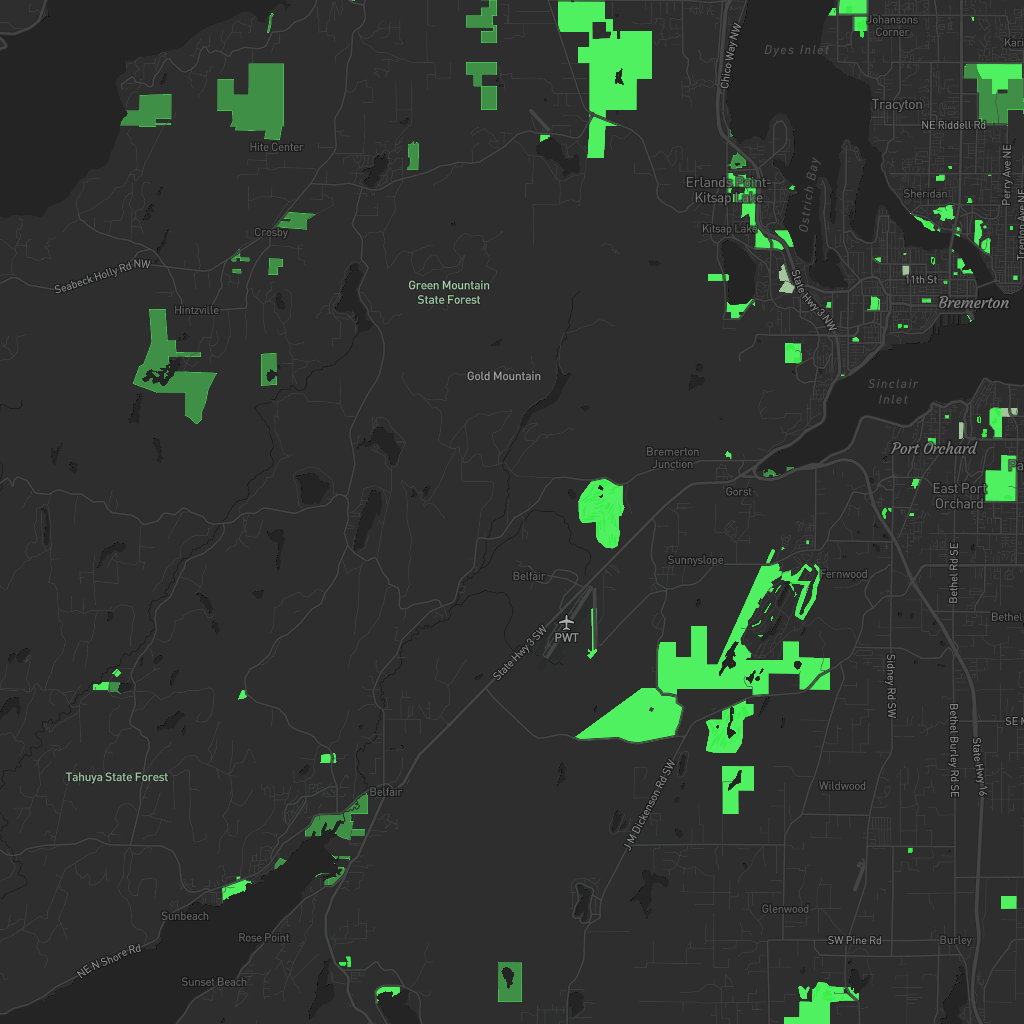 Johansons
Corner
Dyes Inlet
Chico Way NW
Tracyton
NE Riddell Rd
Hite Center
Perry Ave NE
Erlands Point-
Kitsap Lake
Ostrich Bay
Sheridan
Trenton Ave NE
Crosby
Kitsap Lake
Seabeck Holly Rd NW
Green Mountain
State Forest
State Hwy 3 NW
11th St
Bremerton
Hintzville
Gold Mountain
Sinclair
Inlet
Bremerton
Junction
Port Orchard
Gorst
East Port
Orchard
Sunnyslope
Belfair
Fernwood
Bethel Rd SE
PWT
State Hwy 3 SW
Sidney Rd SW
Bethel Burley Rd SE
State Hwy 16
Tahuya State Forest
Belfair
Wildwood
J M Dickenson Rd SW
Sunbeach
Glenwood
Rose Point
SW Pine Rd
Burley
NE N Shore Rd
Sunset Beach